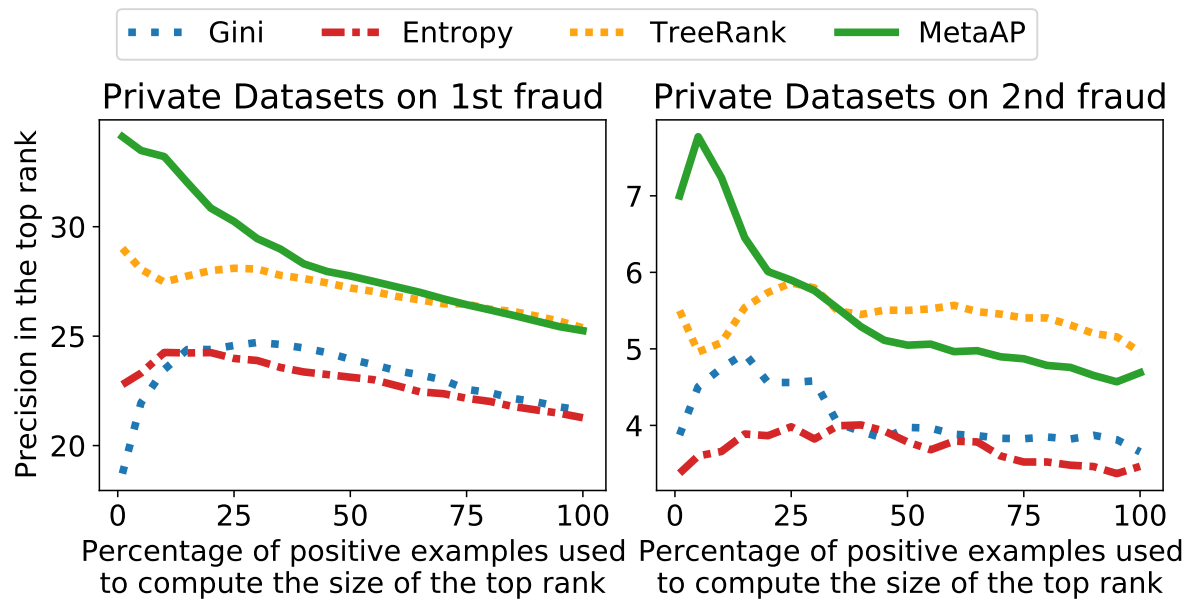 Gini Entropy TreeRank MetaAP
Private Datasets on 1st fraud
Precision in the top rank
30
25
20
0 25 50 75 100
Percentage of positive examples used
to compute the size of the top rank
Private Datasets on 2nd fraud
7
6
5
4
0 25 50 75 100
Percentage of positive examples used
to compute the size of the top rank